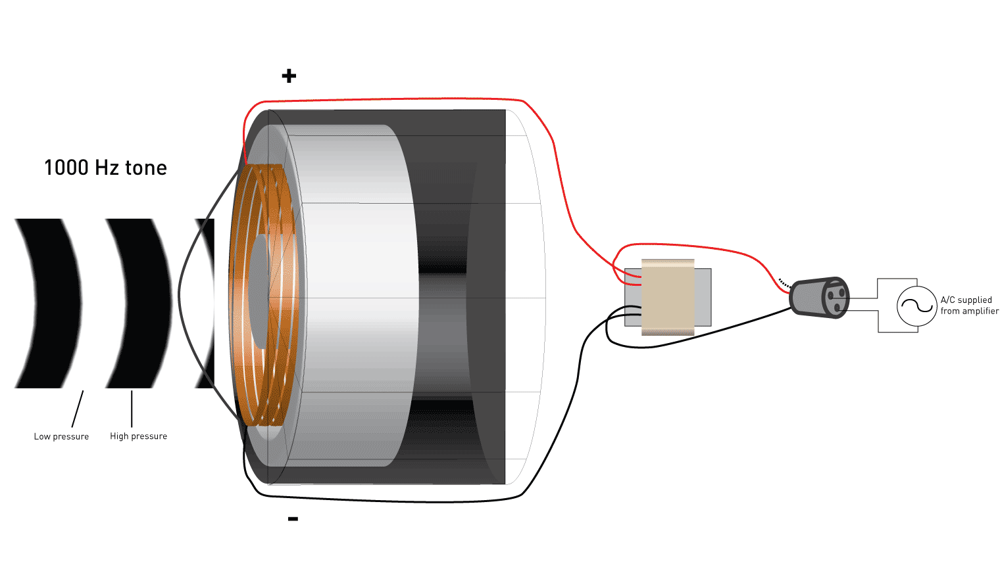 +
1000 Hz tone
A/C supplied
from amplifier
Low pressure
High pressure
-